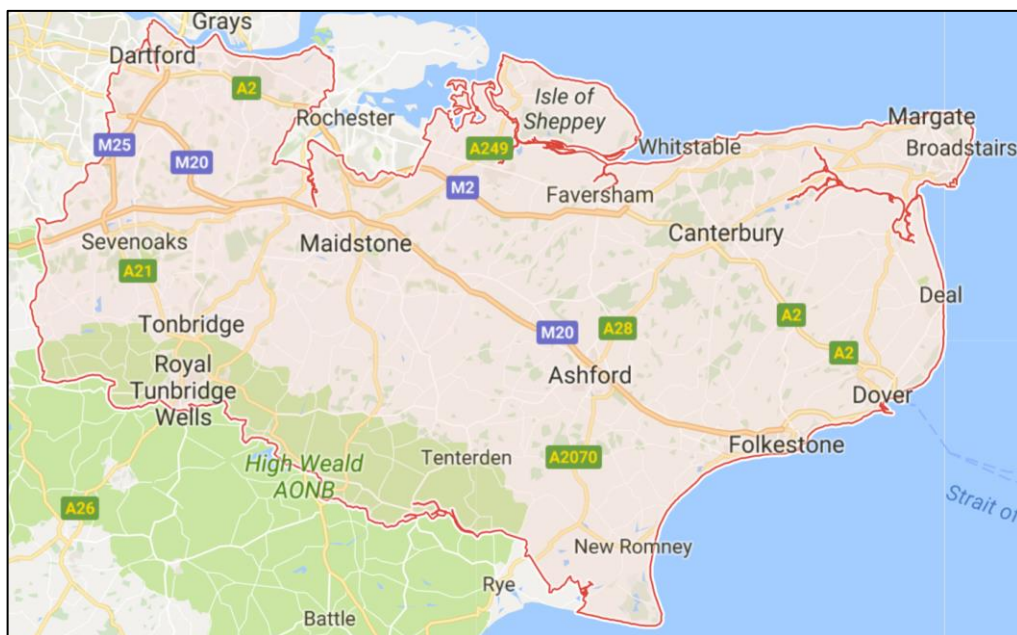 Grays
Dartford
A2
Rochester
M25
M20
Isle of
Sheppey
A249
M2
Whitstable
Margate
Broadstairs
Faversham
Sevenoaks
Maidstone
Canterbury
A21
Deal
Tonbridge
M20
A28
A2
A2
Royal
Tunbridge
Wells
Ashford
Dover
Folkestone
High Weald
AONB
Tenterden
A2070
Strait of
A26
New Romney
Rye
Battle